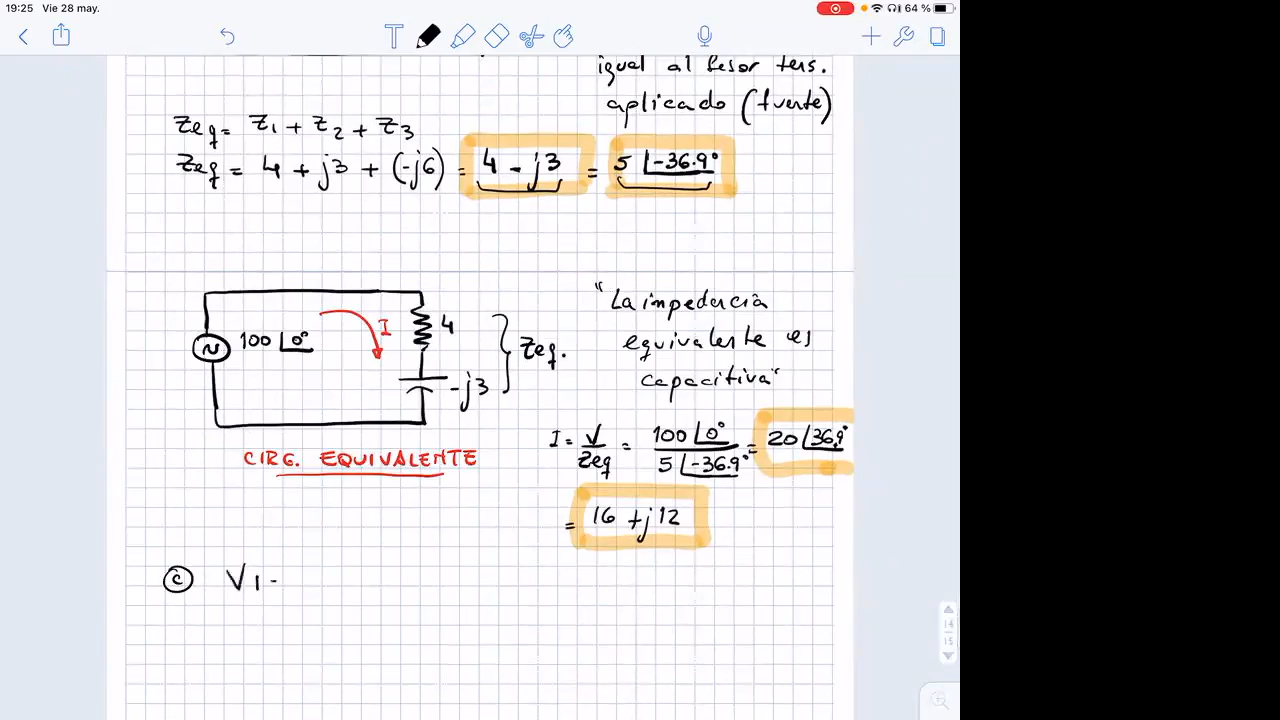 19:25 Vie 28 may.
64 %
igual al fasor tens.
aplicado (fuente)
Zeq= Z1 + Z2 + Z3
Zeq = 4 + j3 + (-j6) = 4 - j3 = 5 ∠-36.9°
100 ∠0°
I
4
-j3
Zeq.
CIRC. EQUIVALENTE
"La impedancia
equivalente es
capacitiva"
I = V/Zeq = 100 ∠0° / 5 ∠-36.9° = 20 ∠36.9°
= 16 + j12
ⓒ V1-
14
15